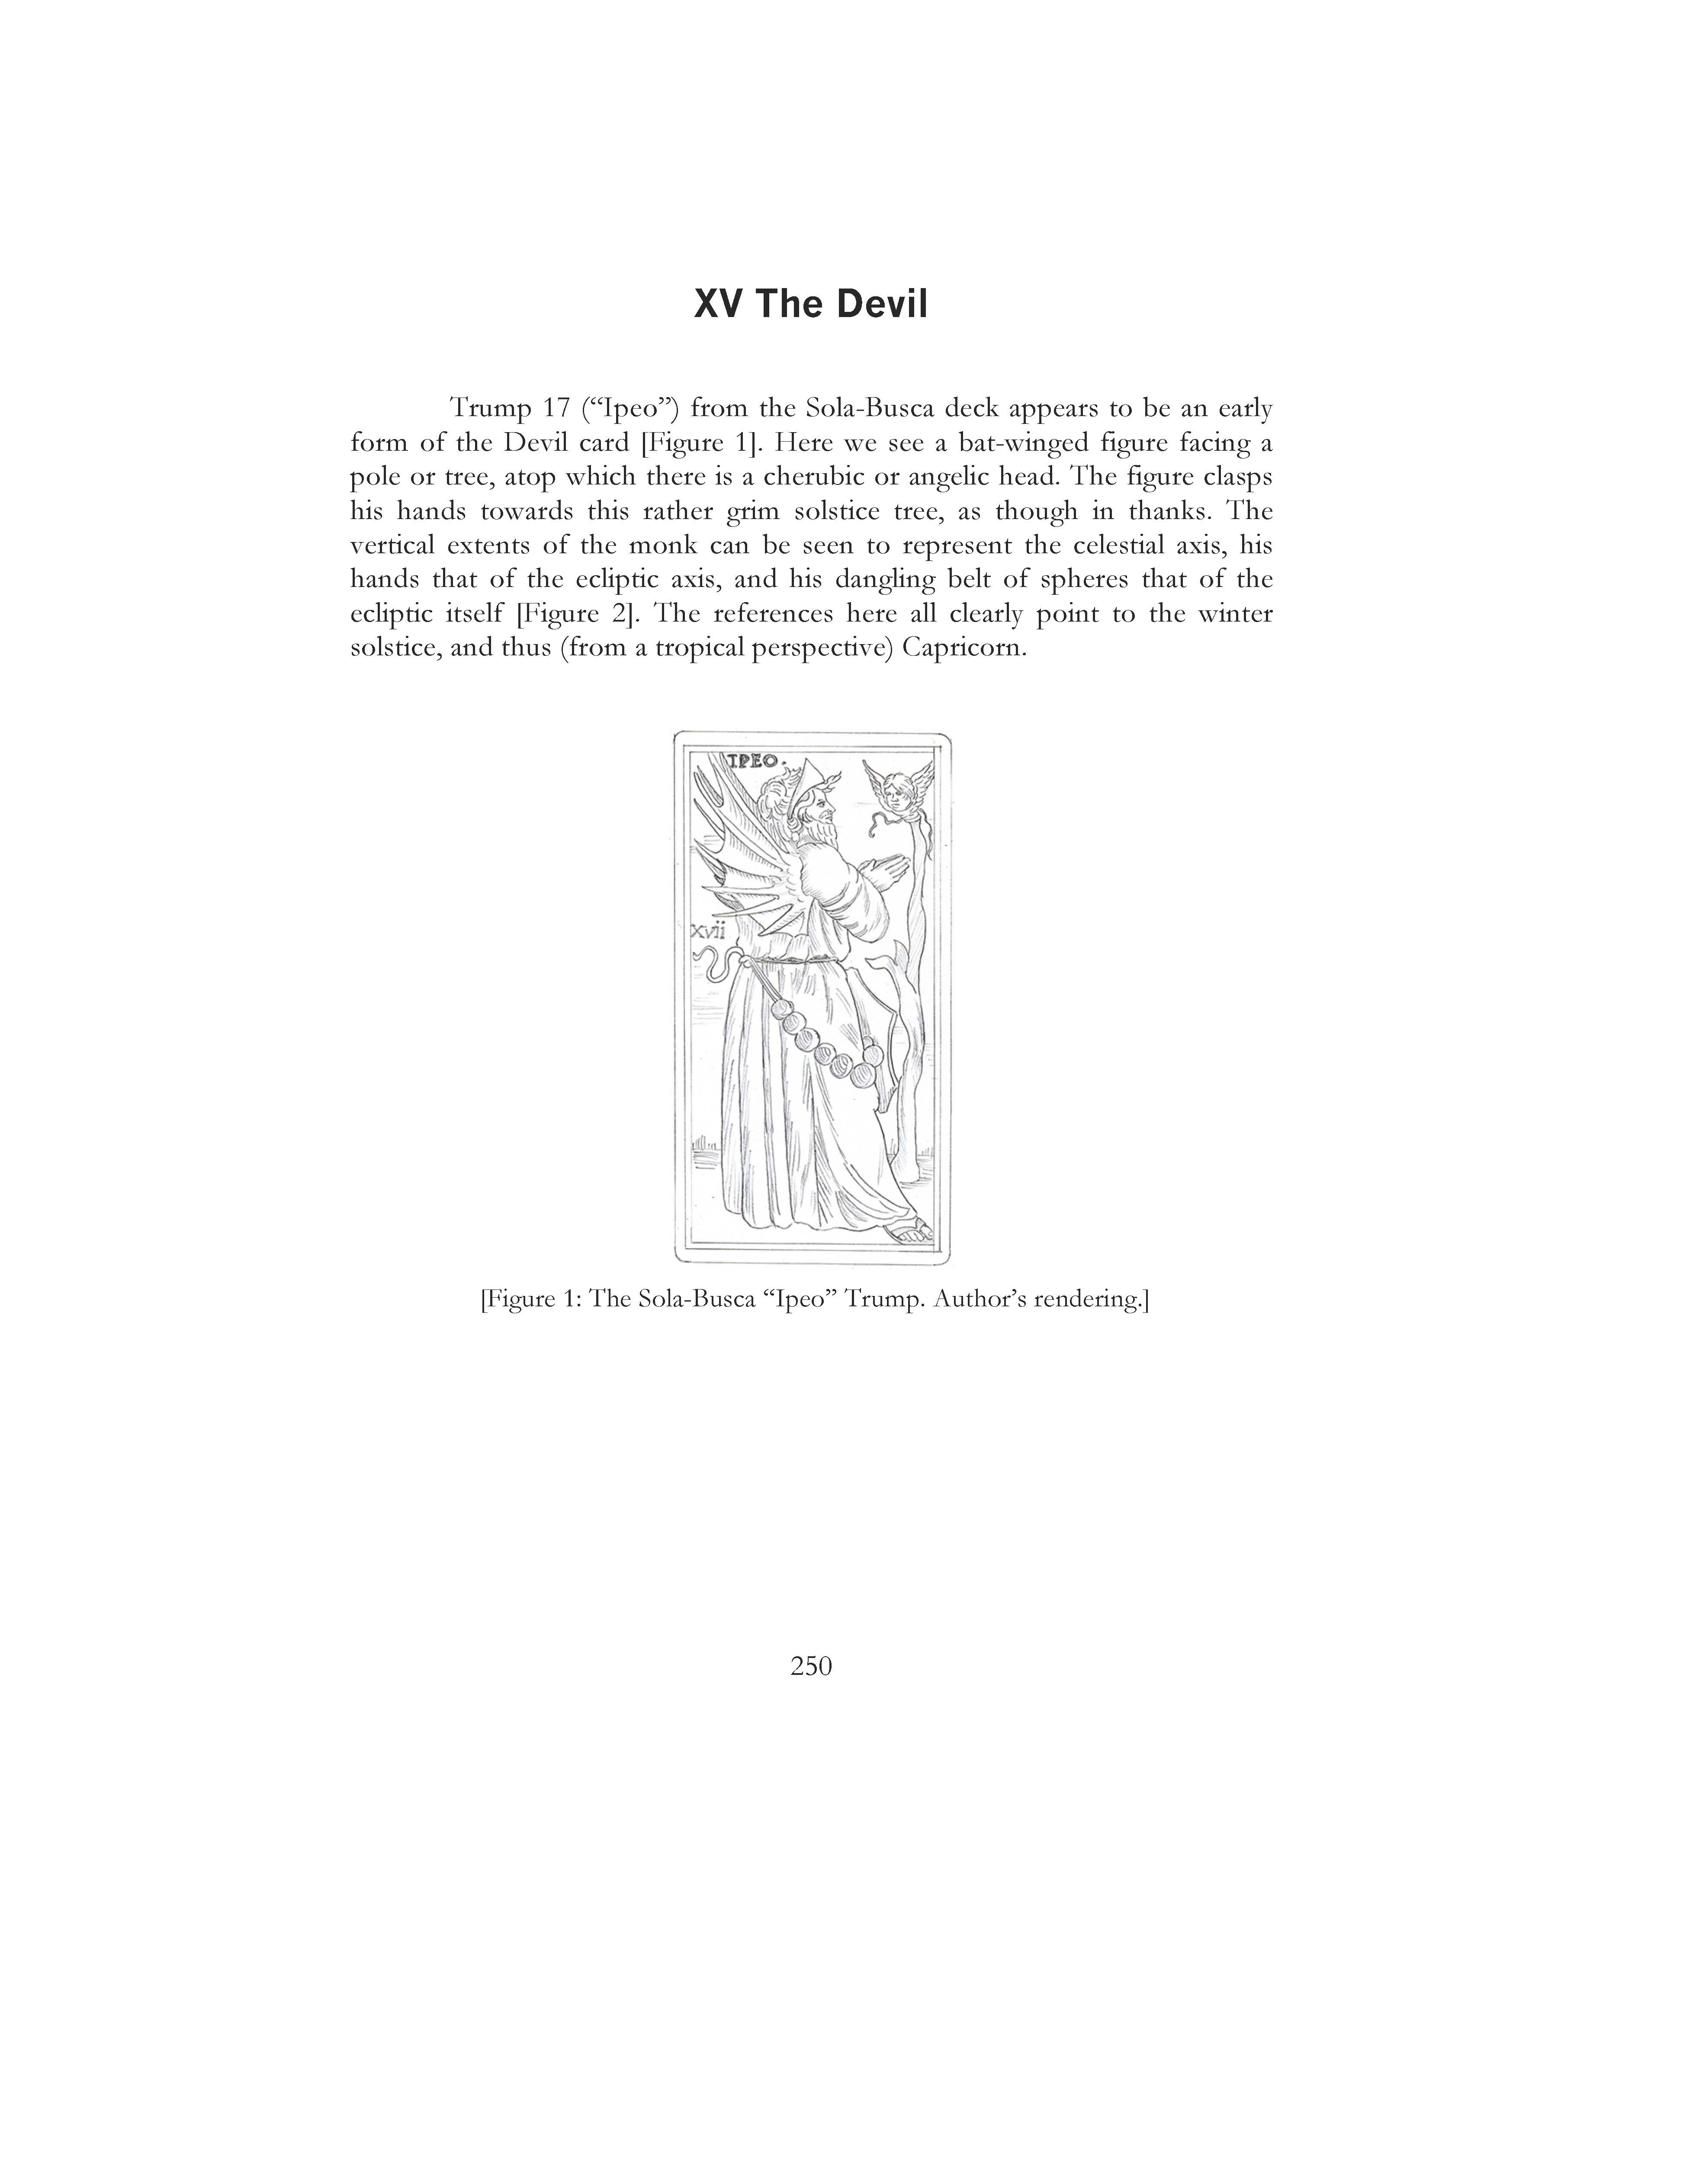 XV The Devil
Trump 17 (“Ipeo”) from the Sola-Busca deck appears to be an early
form of the Devil card [Figure 1]. Here we see a bat-winged figure facing a
pole or tree, atop which there is a cherubic or angelic head. The figure clasps
his hands towards this rather grim solstice tree, as though in thanks. The
vertical extents of the monk can be seen to represent the celestial axis, his
hands that of the ecliptic axis, and his dangling belt of spheres that of the
ecliptic itself [Figure 2]. The references here all clearly point to the winter
solstice, and thus (from a tropical perspective) Capricorn.
IPEO.
xvii
[Figure 1: The Sola-Busca “Ipeo” Trump. Author’s rendering.]
250